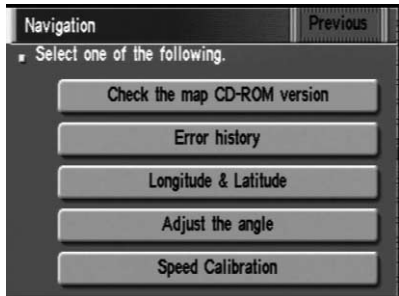 Navigation
Previous
Select one of the following.
Check the map CD-ROM version
Error history
Longitude & Latitude
Adjust the angle
Speed Calibration